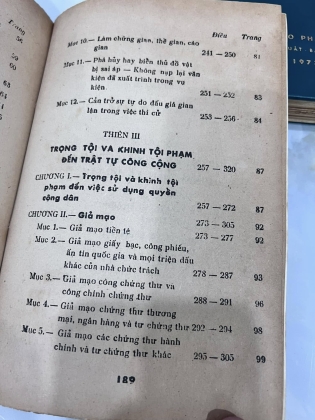 Điều Trang
Trang
56
59
60
62
65
Mục 10. - Làm chứng gian, thề gian, cáo
gian 241 — 250 81
Mục 11. - Phá hủy hay biển thủ đồ vật
bị sai áp — Không nạp lại văn
kiện đã xuất trình trong vụ
kiện 251 — 252 83
Mục 12. - Cản trở sự tự do đấu giá gian
lận trong việc thi cử 253 — 256 84
THIÊN III
TRỌNG TỘI VÀ KHINH TỘI PHẠM
ĐẾN TRẬT TỰ CÔNG CỘNG 257 — 320 87
CHƯƠNG I. — Trọng tội và khinh tội
phạm đến việc sử dụng quyền
công dân 257 — 272 87
CHƯƠNG II. — Giả mạo 273 — 305 92
Mục 1. - Giả mạo tiền tệ 273 — 277 92
Mục 2. - Giả mạo giấy bạc, công phiếu,
ấn tín quốc gia và mọi triện dấu
khác của nhà chức trách 278 — 287 93
Mục 3. - Giả mạo công chứng thư và
công chính chứng thư 288 — 291 96
Mục 4. - Giả mạo chứng thư thương
mại, ngân hàng và tư chứng thư 292 — 294 98
Mục 5. - Giả mạo các chứng thư hành
chính và tư chứng thư khác 295 — 305 99
189
O PH
197